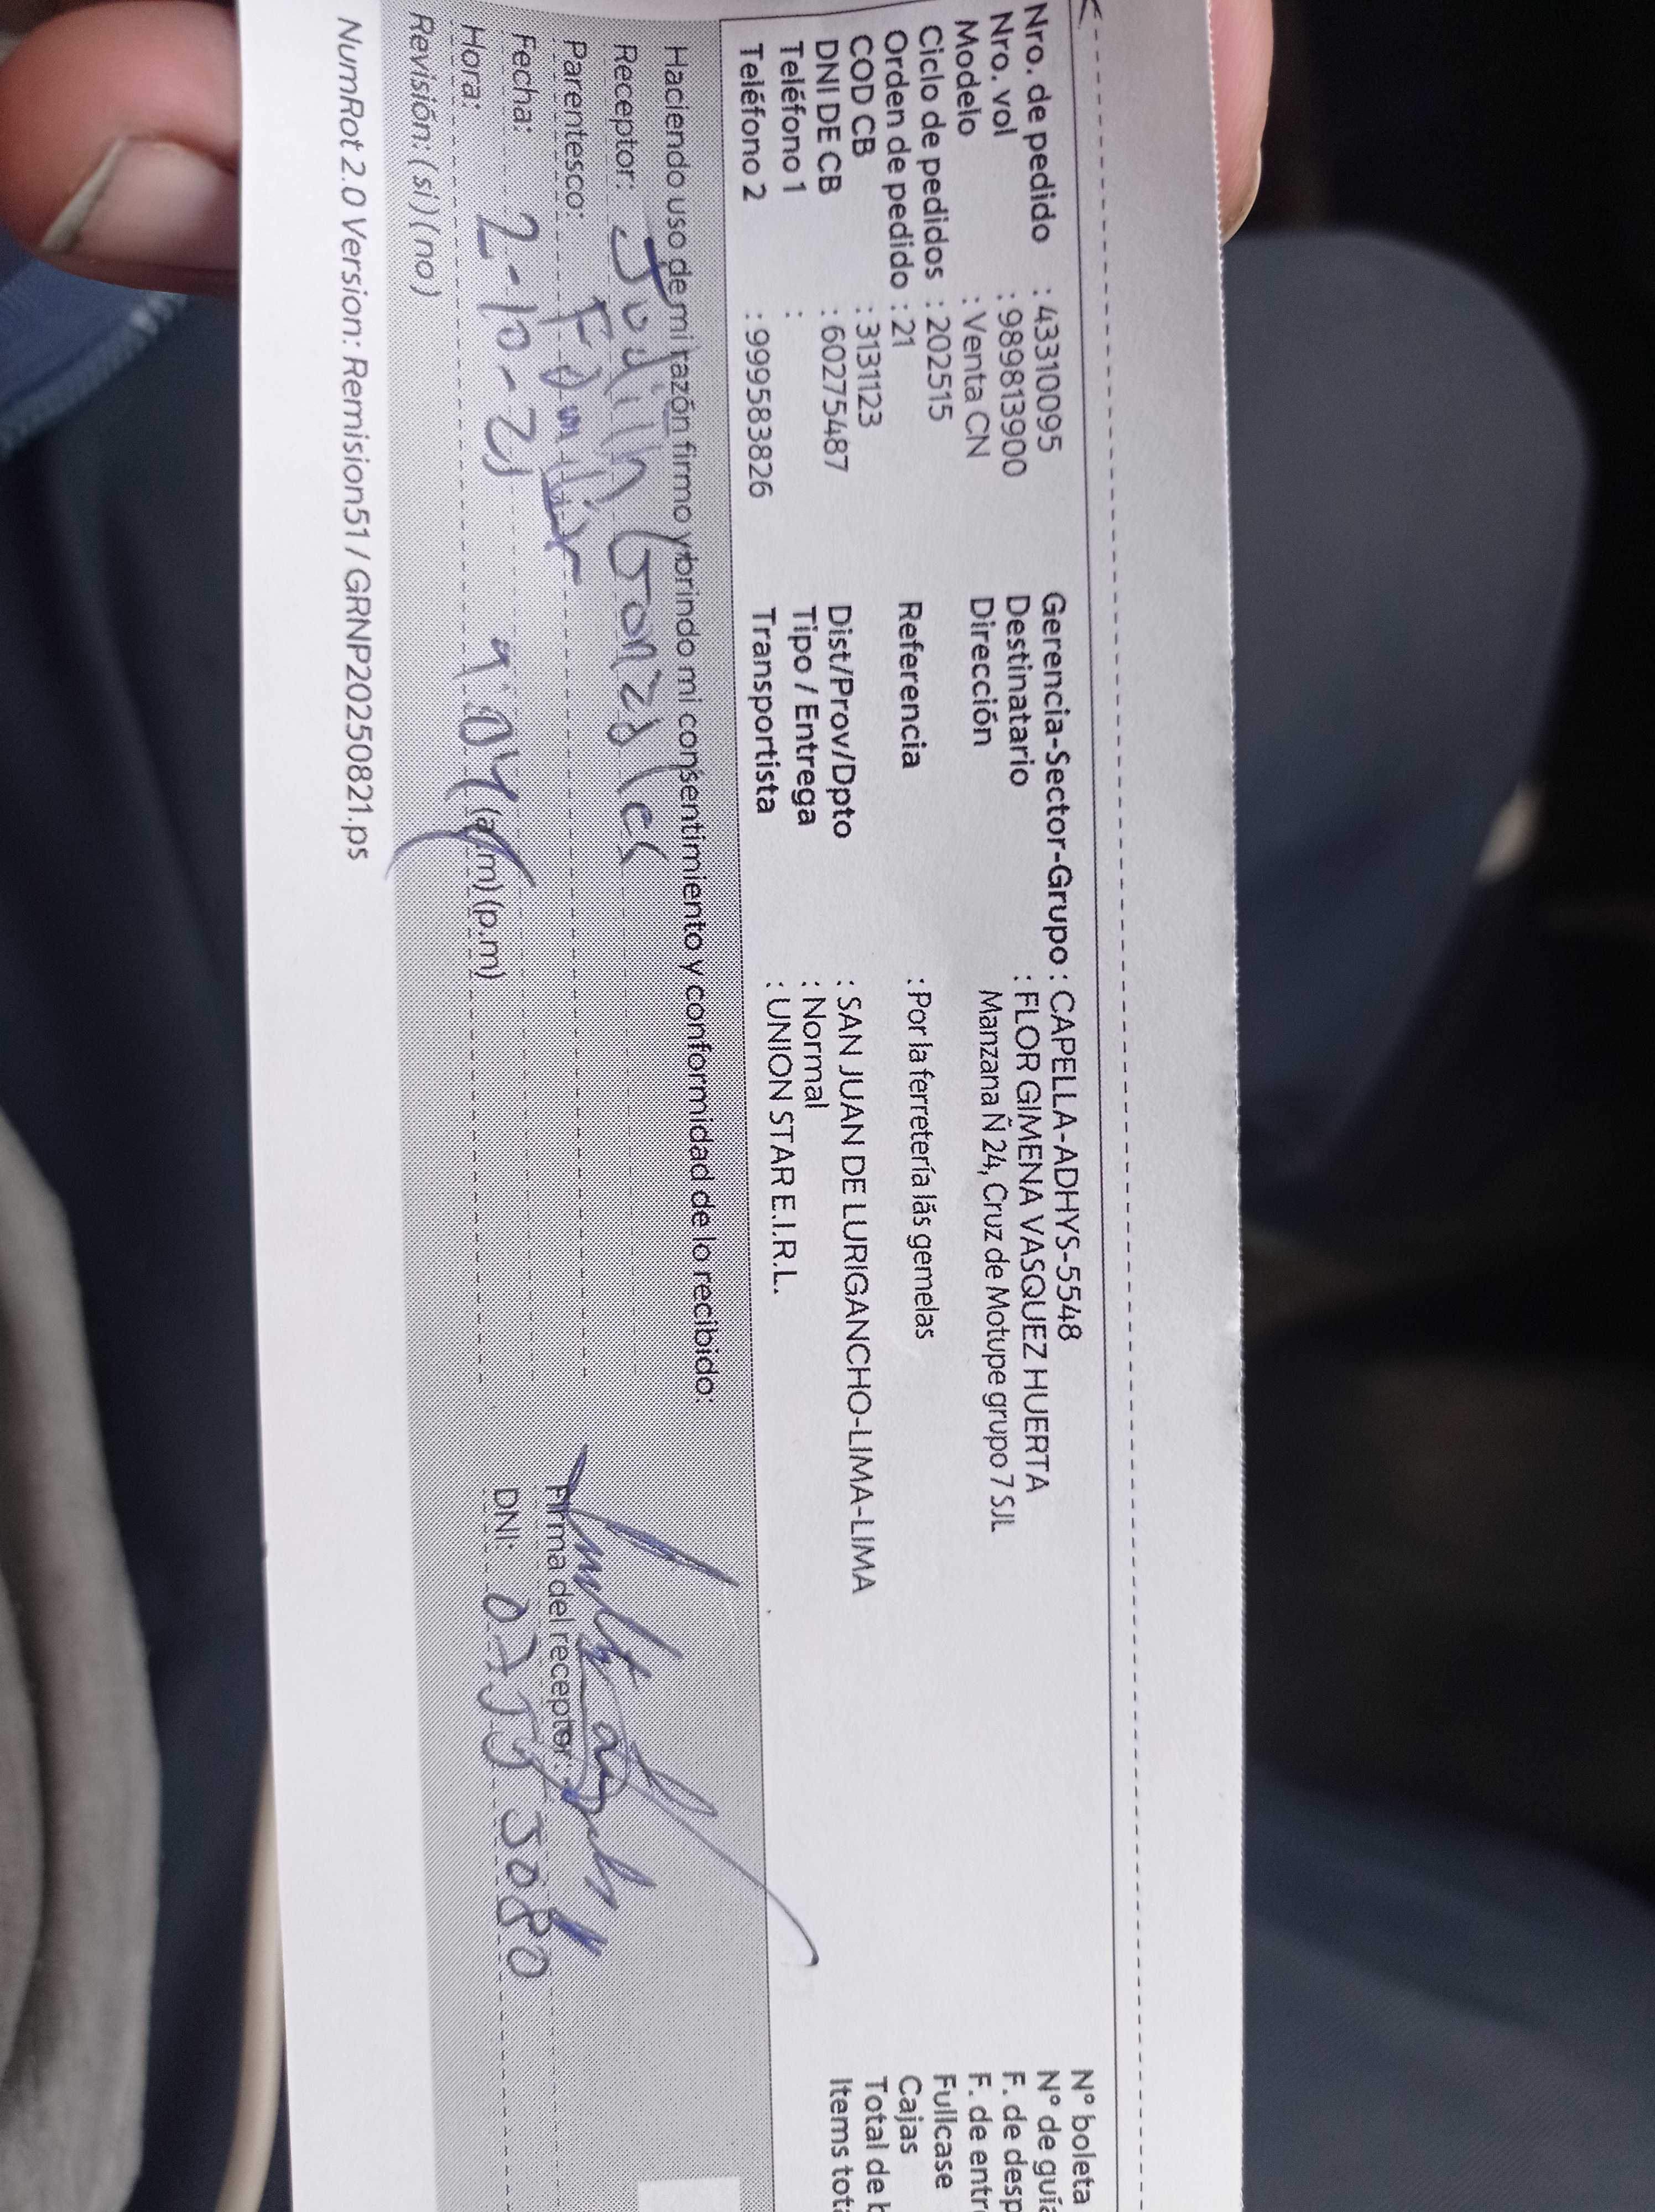 Nro. de pedido : 43310095
Nro. vol : 989813900
Modelo : Venta CN
Ciclo de pedidos : 202515
Orden de pedido : 21
COD CB : 3131123
DNI DE CB : 60275487
Teléfono 1 :
Teléfono 2 : 999583826
Gerencia-Sector-Grupo : CAPELLA-ADHYS-5548
Destinatario : FLOR GIMENA VASQUEZ HUERTA
Dirección Manzana Ñ 24, Cruz de Motupe grupo 7 SJL
Referencia : Por la ferretería lás gemelas
Dist/Prov/Dpto : SAN JUAN DE LURIGANCHO-LIMA-LIMA
Tipo / Entrega : Normal
Transportista : UNION STAR E.I.R.L.
N° boleta
N° de guía
F. de desp
F. de entr
Fullcase
Cajas
Total de b
Items tota
Haciendo uso de mi razón firmo y brindo mi consentimiento y conformidad de lo recibido:
Receptor: Judith Gonzales
Parentesco: Familiar
Fecha: 2-10-
Hora: 9:04 (a.m) (p.m)
Revisión: (si) (no)
Firma del receptor
DNI:
NumRot 2.0 Version: Remision51 / GRNP20250821.ps